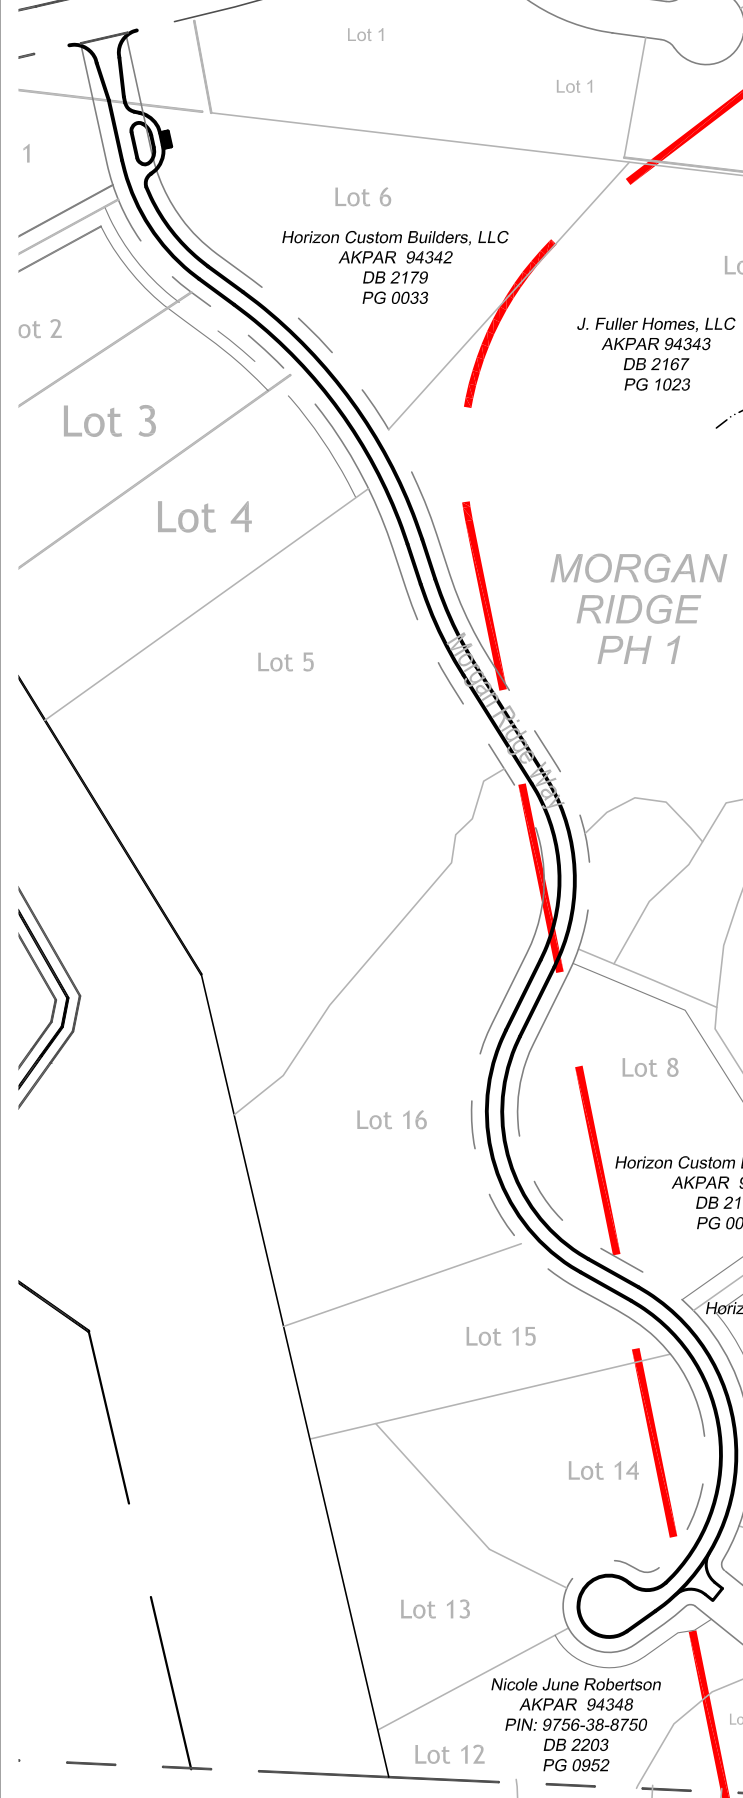 Lot 1
Lot 1
1
Lot 6
Horizon Custom Builders, LLC
AKPAR 94342
DB 2179
PG 0033
Lo
J. Fuller Homes, LLC
AKPAR 94343
DB 2167
PG 1023
ot 2
Lot 3
Lot 4
MORGAN
RIDGE
PH 1
Lot 5
Morgan Ridge Way
Lot 8
Lot 16
Horizon Custom
AKPAR 9
DB 21
PG 00
Horiz
Lot 15
Lot 14
Lot 13
Nicole June Robertson
AKPAR 94348
PIN: 9756-38-8750
DB 2203
PG 0952
Lo
Lot 12